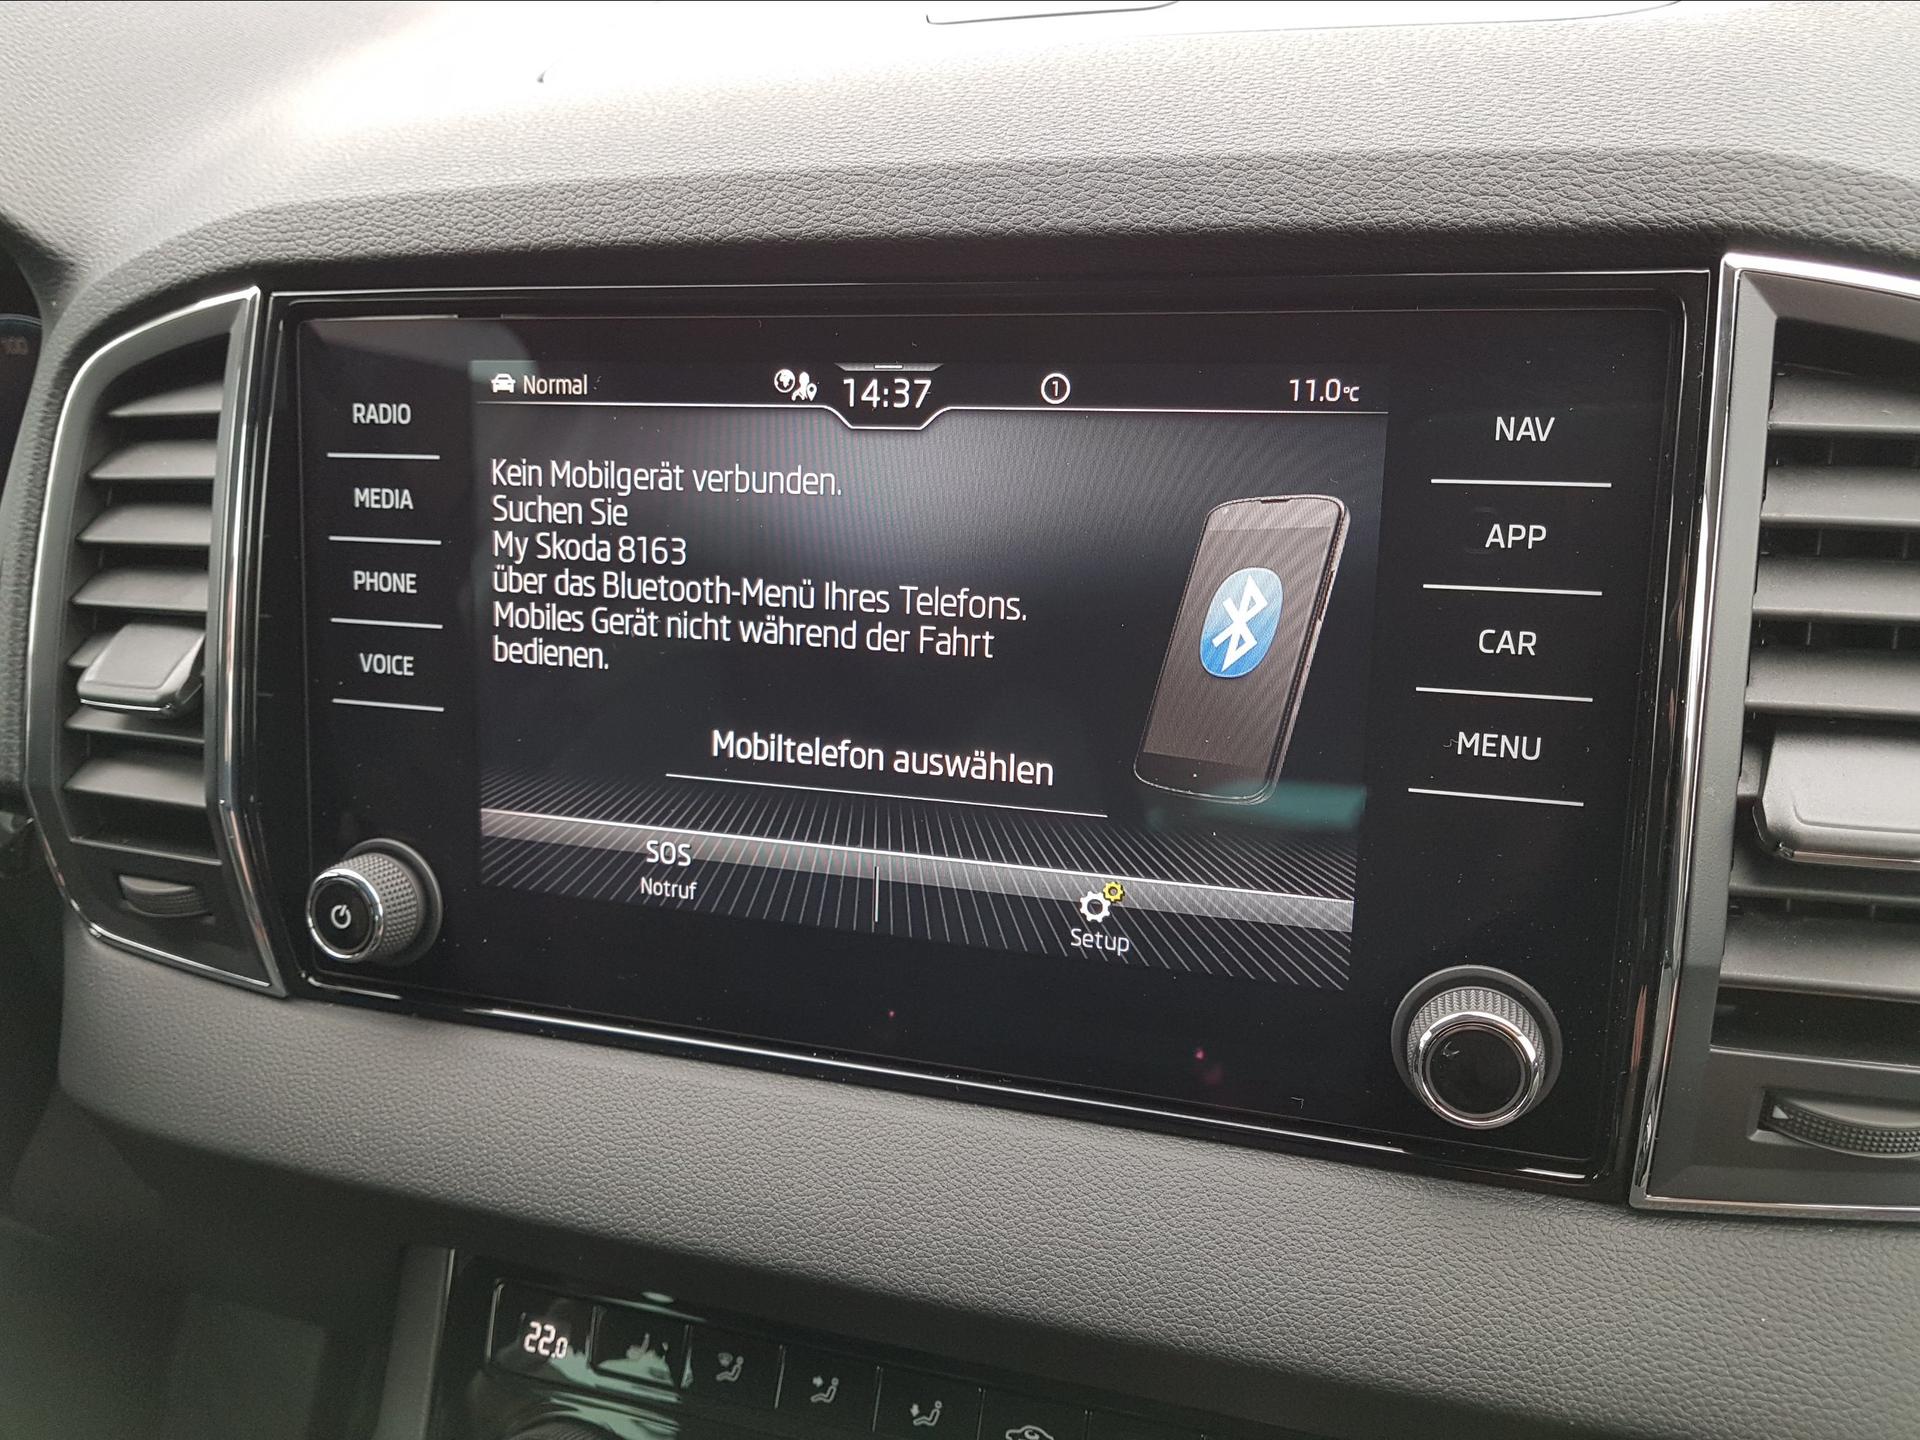 Normal
14:37
1
11.0°C
RADIO
MEDIA
PHONE
VOICE
Kein Mobilgerät verbunden.
Suchen Sie
My Skoda 8163
über das Bluetooth-Menü Ihres Telefons.
Mobiles Gerät nicht während der Fahrt
bedienen.
Mobiltelefon auswählen
SOS
Notruf
Setup
NAV
APP
CAR
MENU
22.0
100